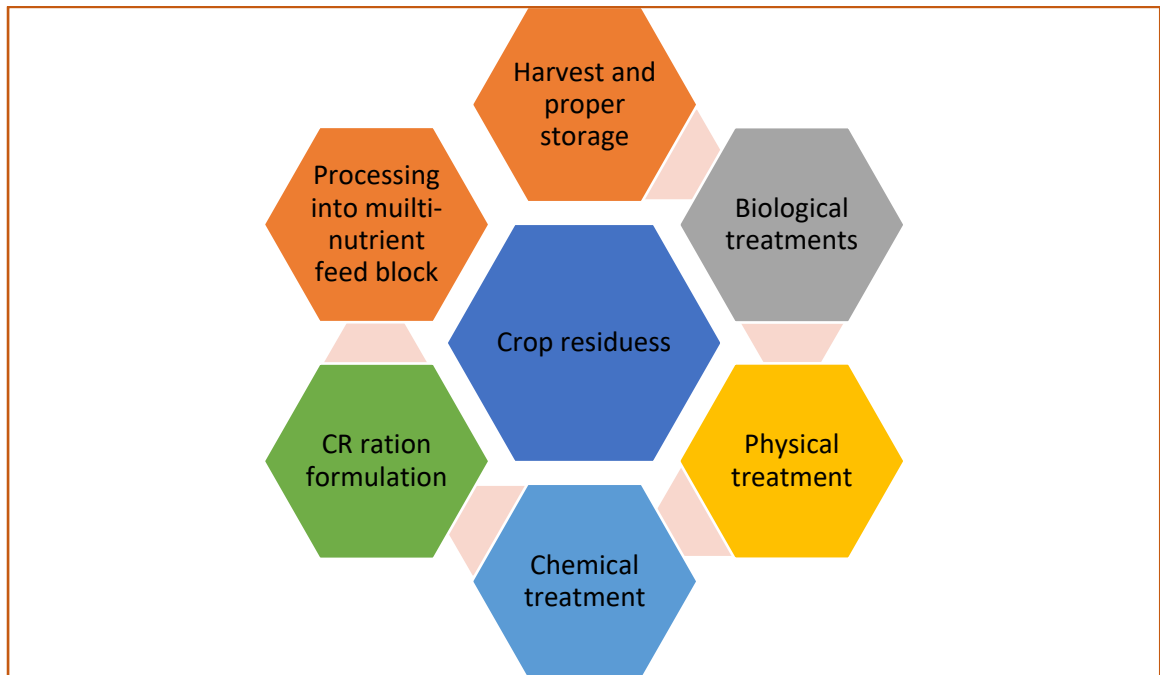 Harvest and
proper
storage
Biological
treatments
Physical
treatment
Chemical
treatment
CR ration
formulation
Processing
into muilti-
nutrient
feed block
Crop residuess